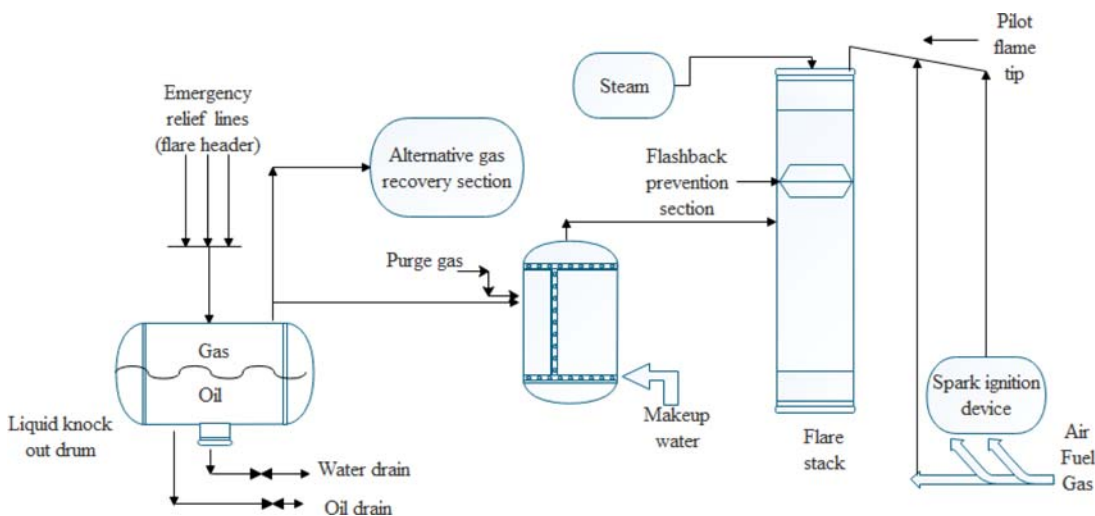 Pilot
flame
tip
Steam
Emergency
relief lines
(flare header)
Alternative gas
recovery section
Flashback
prevention
section
Purge gas
Gas
Oil
Liquid knock
out drum
Makeup
water
Flare
stack
Spark ignition
device
Air
Fuel
Gas
Water drain
Oil drain